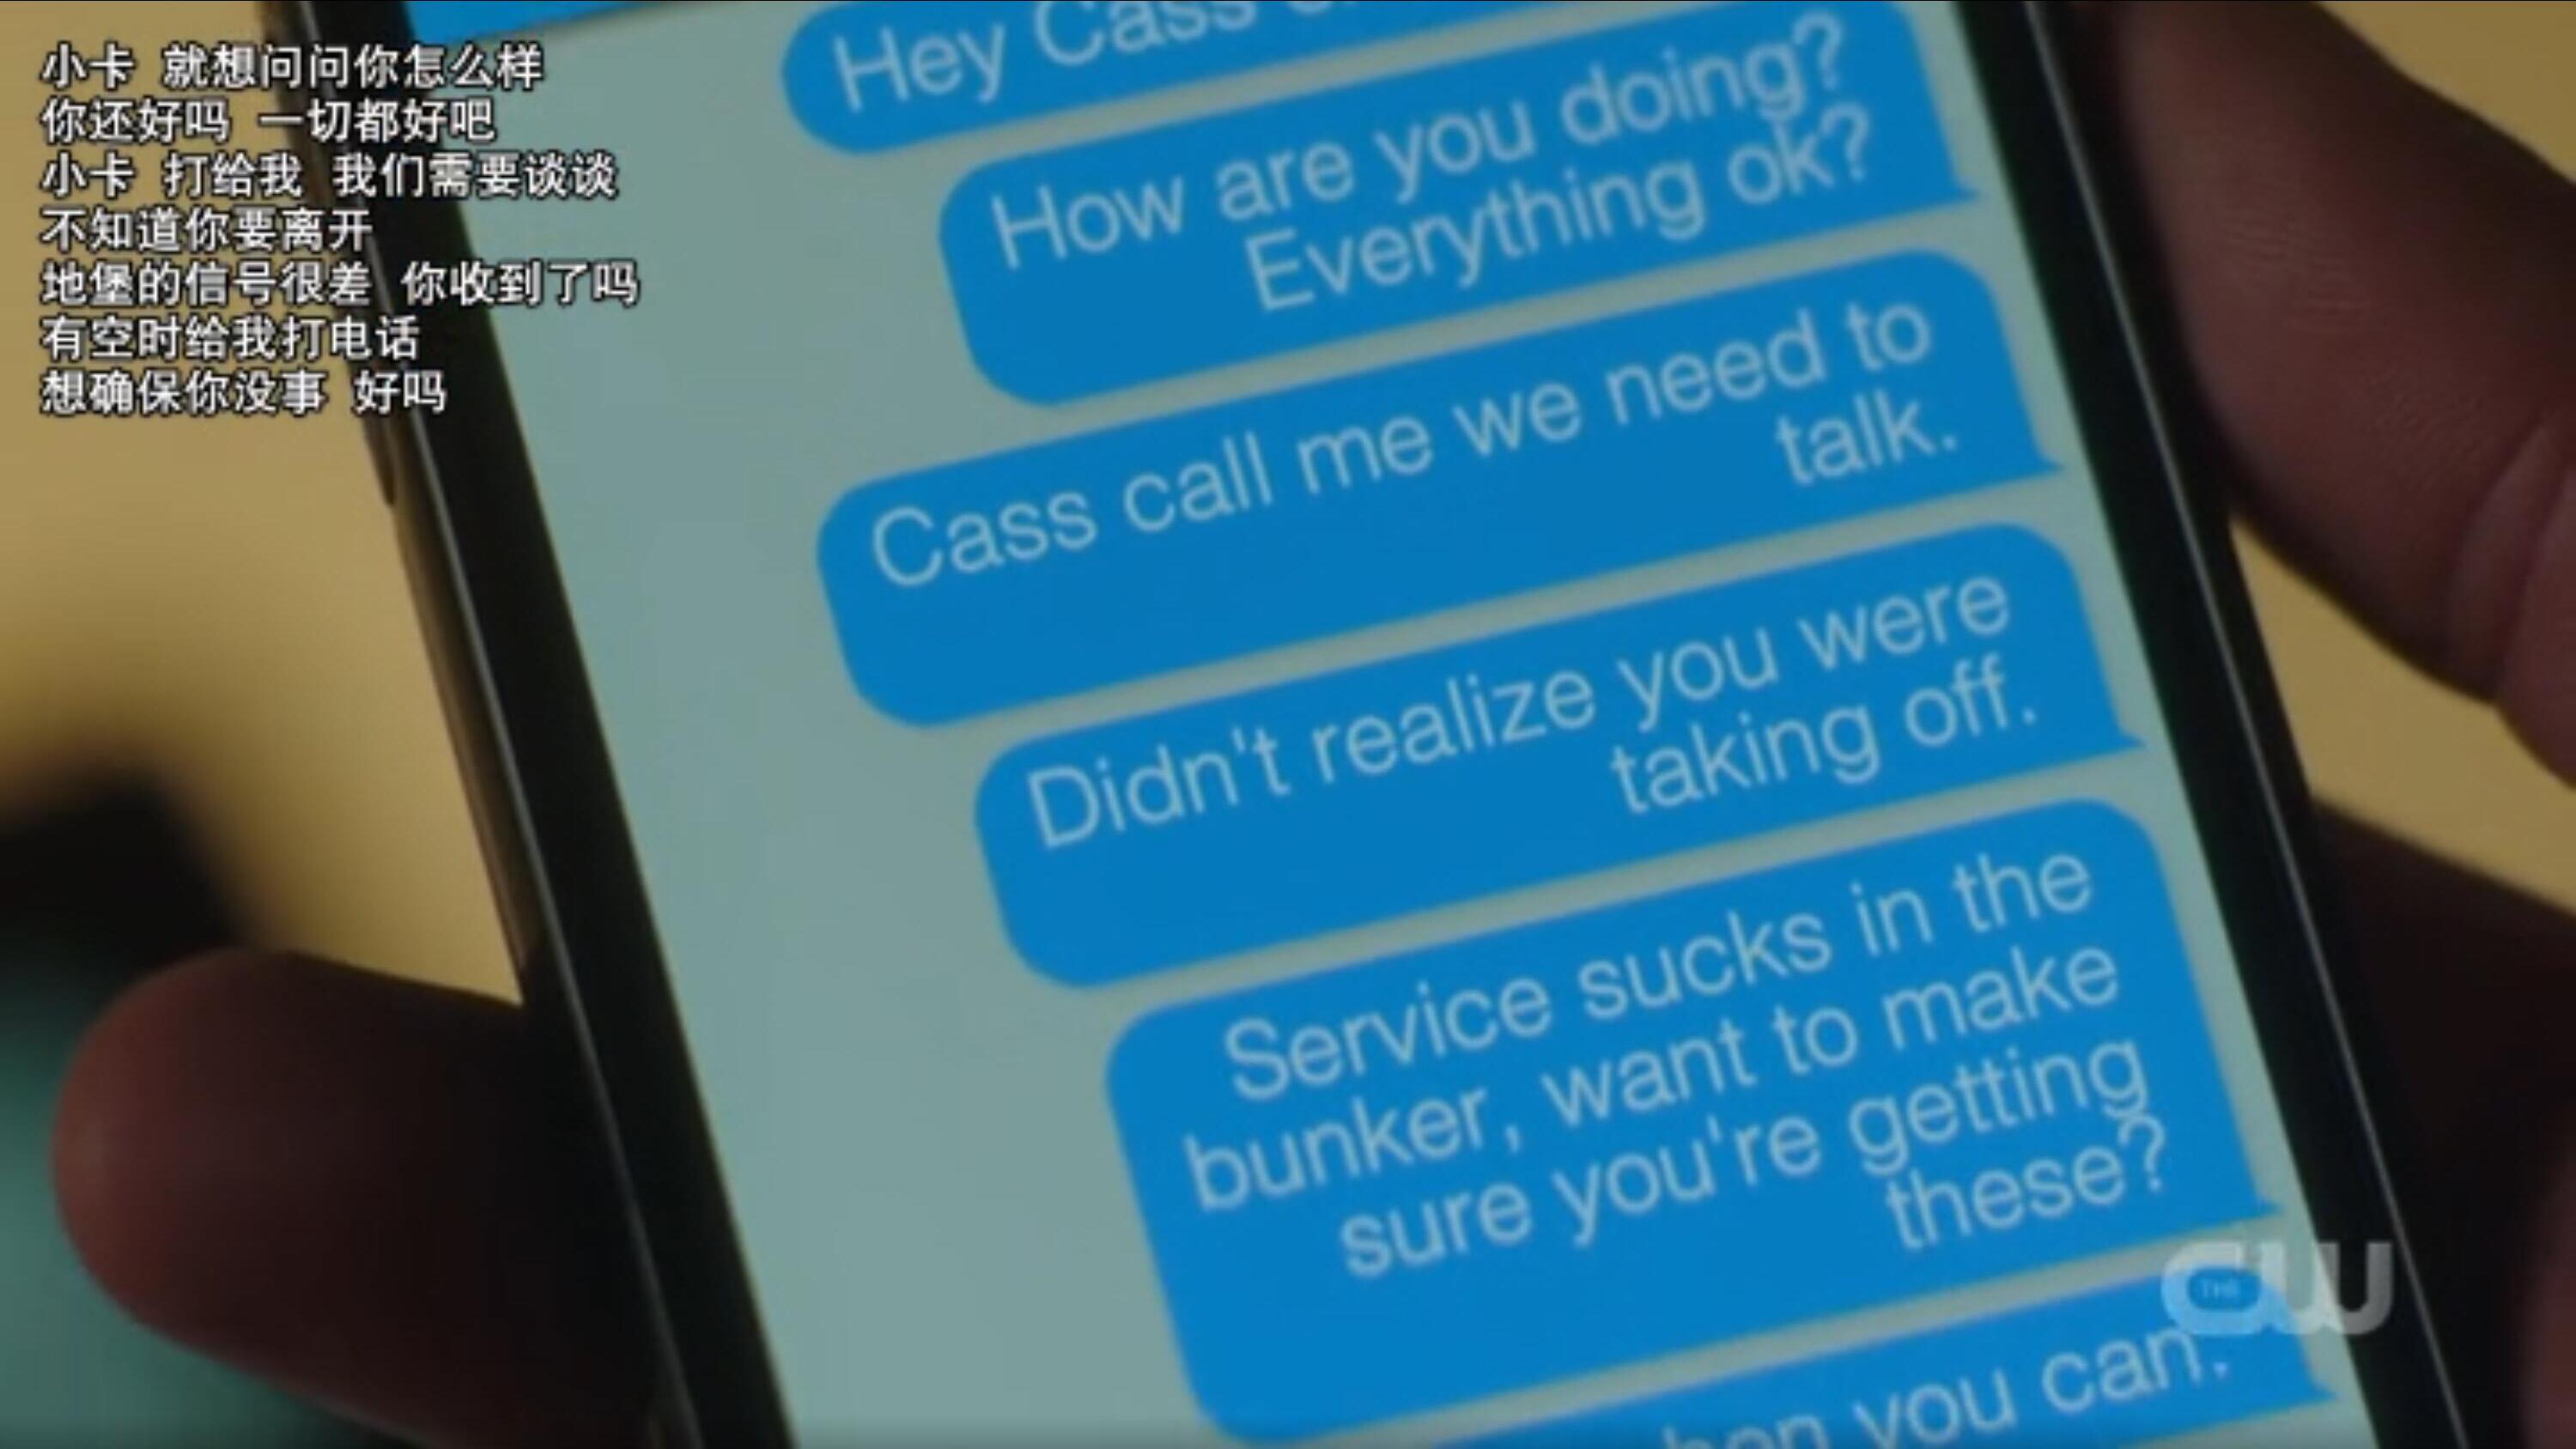 小卡 就想问问你怎么样
你还好吗 一切都好吧
小卡 打给我 我们需要谈谈
不知道你要离开
地堡的信号很差 你收到了吗
有空时给我打电话
想确保你没事 好吗
Hey Cass
How are you doing?
Everything ok?
Cass call me we need to
talk.
Didn't realize you were
taking off.
Service sucks in the
bunker, want to make
sure you're getting
these?
you can.
THE CW